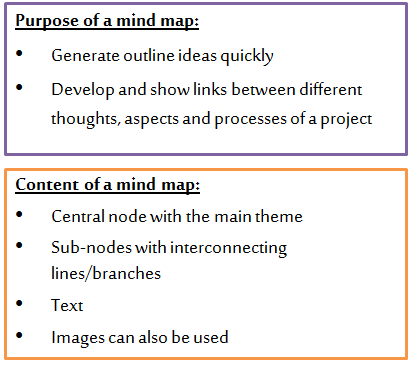 Purpose of a mind map:
• Generate outline ideas quickly
• Develop and show links between different
thoughts, aspects and processes of a project
Content of a mind map:
• Central node with the main theme
• Sub-nodes with interconnecting
lines/branches
• Text
• Images can also be used